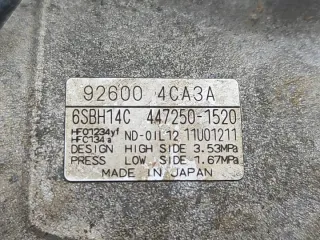 92600 4CA3A
6SBH14C 447250-1520
HFO1234yf
HFC134a ND-OIL12 11U01211
DESIGN HIGH SIDE 3.53MPa
PRESS LOW SIDE 1.67MPa
MADE IN JAPAN